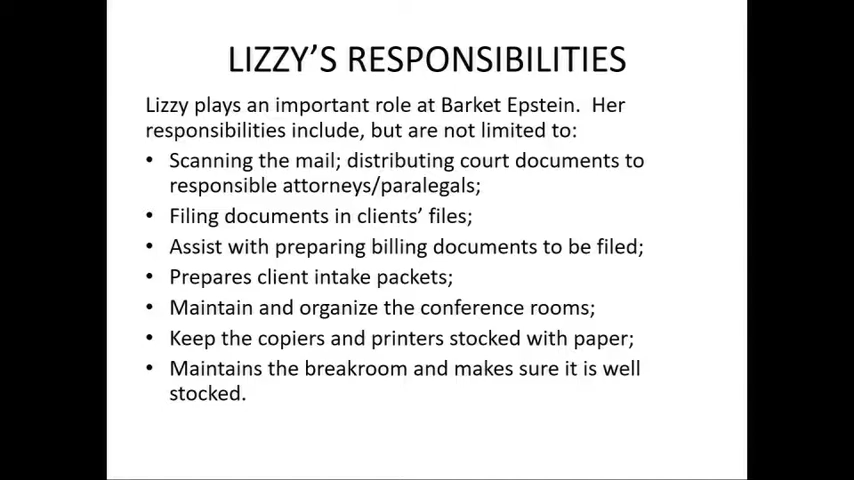 LIZZY’S RESPONSIBILITIES
Lizzy plays an important role at Barket Epstein.  Her
responsibilities include, but are not limited to:
• Scanning the mail; distributing court documents to
responsible attorneys/paralegals;
• Filing documents in clients’ files;
• Assist with preparing billing documents to be filed;
• Prepares client intake packets;
• Maintain and organize the conference rooms;
• Keep the copiers and printers stocked with paper;
• Maintains the breakroom and makes sure it is well
stocked.